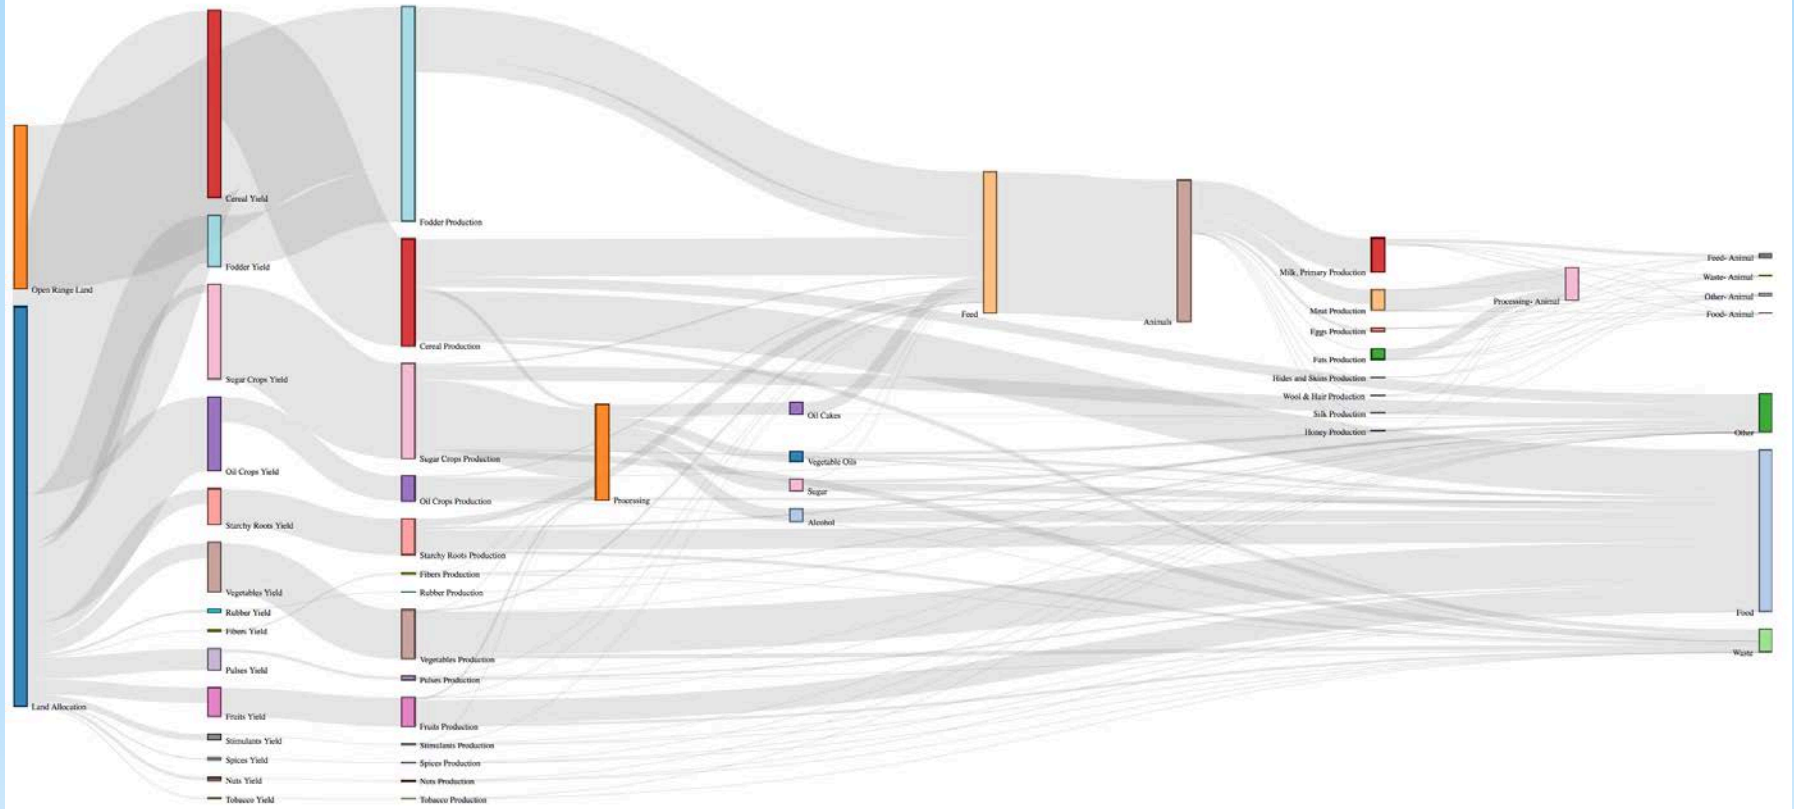 Open Range Land
Land Allocation
Cereal Yield
Fodder Yield
Sugar Crops Yield
Oil Crops Yield
Starchy Roots Yield
Vegetables Yield
Rubber Yield
Fibers Yield
Pulses Yield
Fruits Yield
Stimulants Yield
Spices Yield
Nuts Yield
Tobacco Yield
Fodder Production
Cereal Production
Sugar Crops Production
Oil Crops Production
Starchy Roots Production
Fibers Production
Rubber Production
Vegetables Production
Pulses Production
Fruits Production
Stimulants Production
Spices Production
Nuts Production
Tobacco Production
Processing
Oil Cakes
Vegetable Oils
Sugar
Alcohol
Feed
Animals
Milk, Primary Production
Meat Production
Eggs Production
Fats Production
Hides and Skins Production
Wool & Hair Production
Silk Production
Honey Production
Processing- Animal
Feed- Animal
Waste- Animal
Other- Animal
Food- Animal
Other
Food
Waste